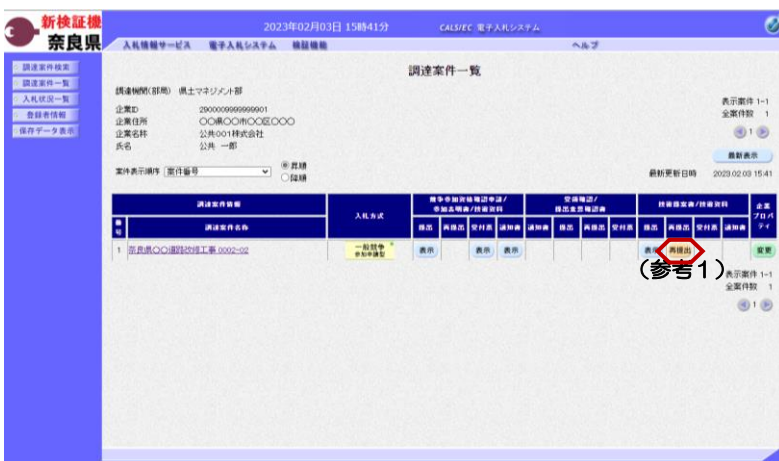 新検証機
奈良県
2023年02月03日 15時41分
CALS/EC 電子入札システム
入札情報サービス 電子入札システム 検証機能 ヘルプ
調達案件検索
調達案件一覧
入札状況一覧
登録者情報
保存データ表示
調達案件一覧
調達機関(部局) 県土マネジメント部
企業ID 2900009999999901
企業住所 〇〇県〇〇市〇〇区〇〇〇
企業名称 公共001株式会社
氏名 公共 一郎
案件表示順序 案件番号
昇順
降順
表示案件 1-1
全案件数 1
1
最新表示
最新更新日時 2023.02.03 15:41
調達案件情報
番号
調達案件名称
入札方式
競争参加資格確認申請/
参加表明書/技術資料
受領確認/
提出意思確認書
技術提案書/技術資料
企業プロパティ
提出 再提出 受付票 通知書 通知書 提出 再提出 受付票 提出 再提出 受付票 通知書
1 奈良県〇〇道路改修工事 0002-02 一般競争 参加申請型 表示 表示 表示 表示 再提出 変更
(参考1)
表示案件 1-1
全案件数 1
1